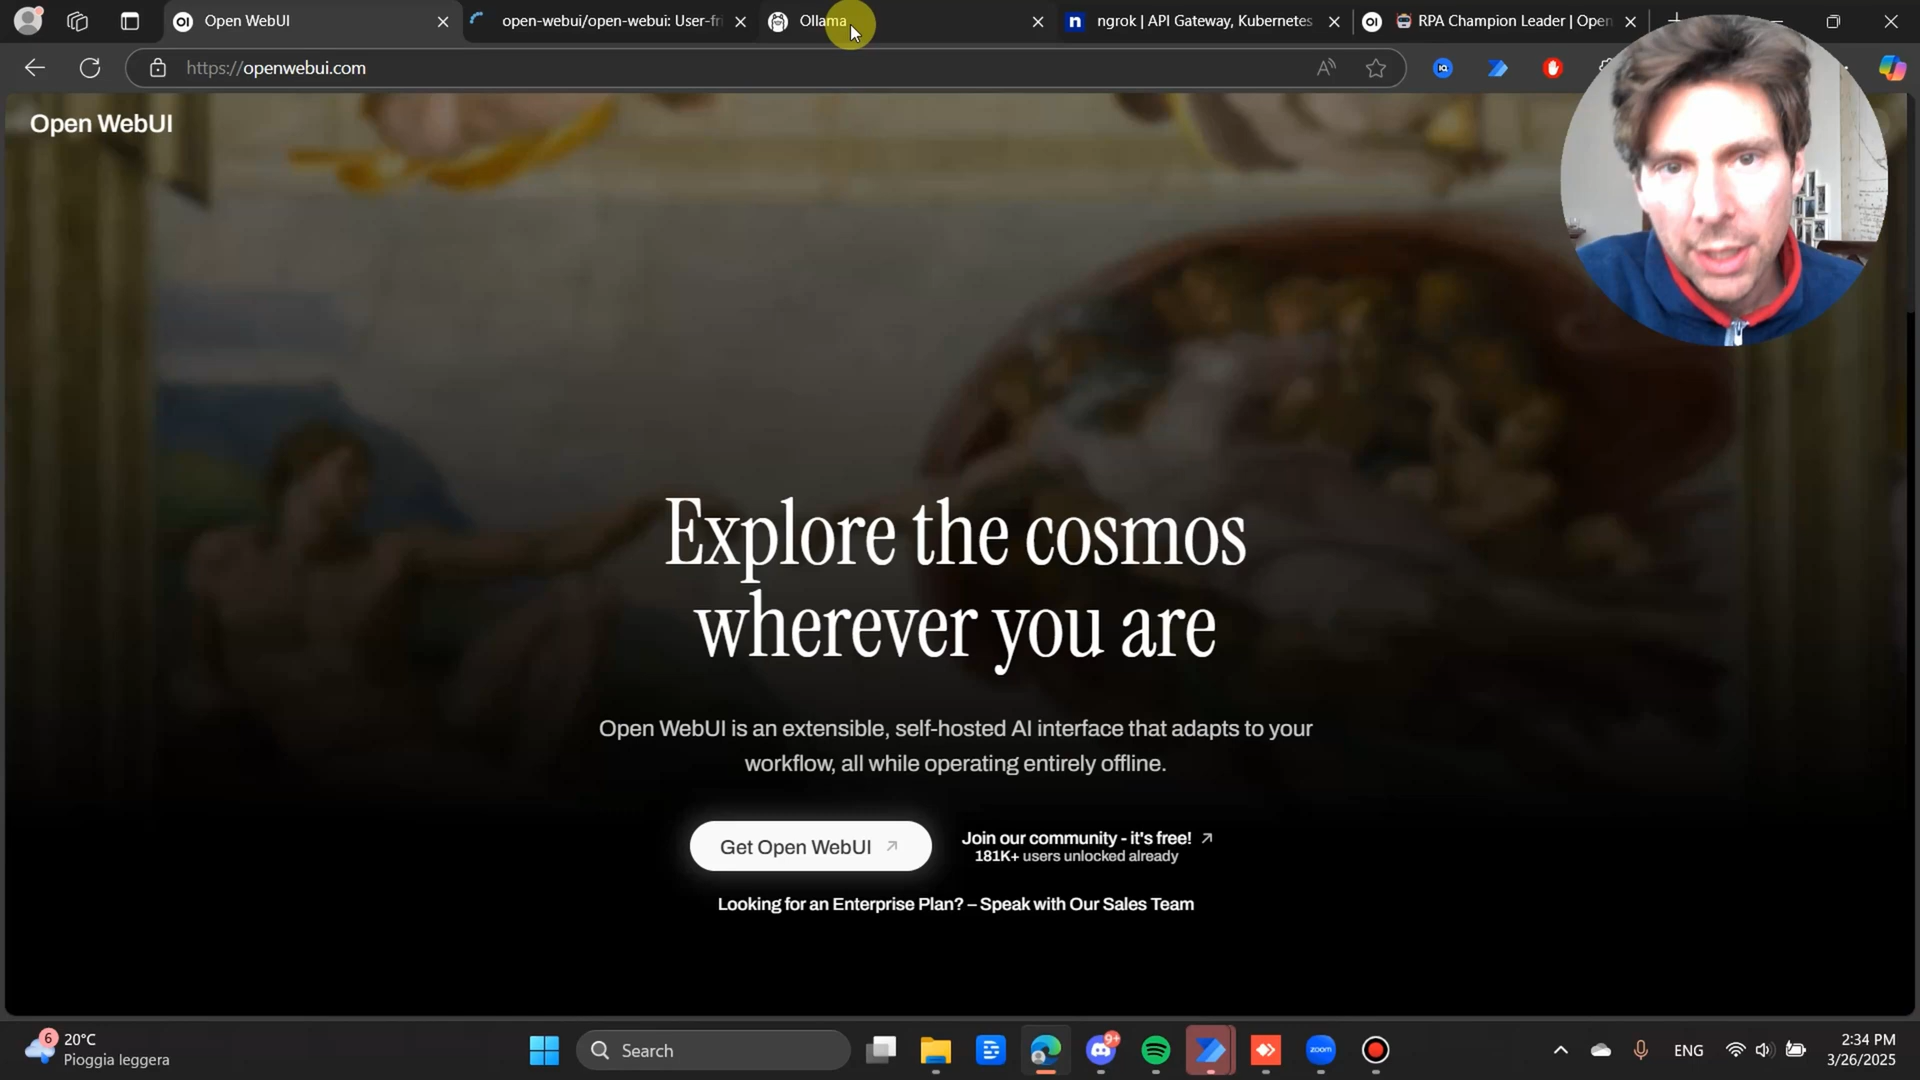 Open WebUI
open-webui/open-webui: User-fri
Ollama
ngrok | API Gateway, Kubernetes
RPA Champion Leader | Open
https://openwebui.com
Open WebUI
Explore the cosmos
wherever you are
Open WebUI is an extensible, self-hosted AI interface that adapts to your
workflow, all while operating entirely offline.
Get Open WebUI
Join our community - it's free!
181K+ users unlocked already
Looking for an Enterprise Plan? – Speak with Our Sales Team
6
20°C
Pioggia leggera
Search
9+
zoom
ENG
2:34 PM
3/26/2025